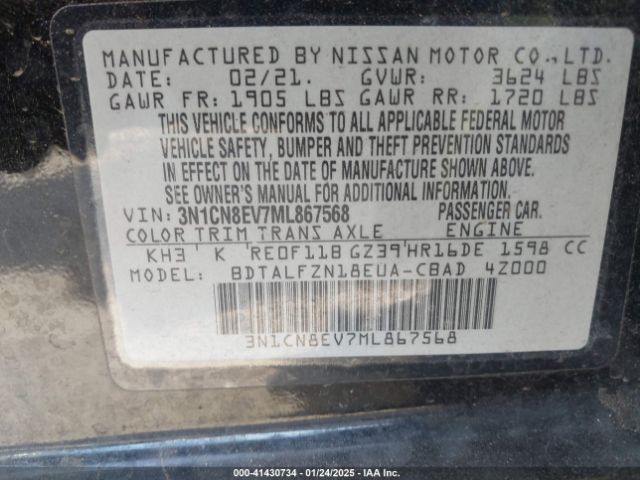 MANUFACTURED BY NISSAN MOTOR CO., LTD.
DATE: 02/21. GVWR: 3624 LBS
GAWR FR: 1905 LBS GAWR RR: 1720 LBS
THIS VEHICLE CONFORMS TO ALL APPLICABLE FEDERAL MOTOR
VEHICLE SAFETY, BUMPER AND THEFT PREVENTION STANDARDS
IN EFFECT ON THE DATE OF MANUFACTURE SHOWN ABOVE.
SEE OWNER'S MANUAL FOR ADDITIONAL INFORMATION.
VIN: 3N1CN8EV7ML867568 PASSENGER CAR.
COLOR TRIM TRANS AXLE ENGINE
KH3 K RE0F11B GZ39 HR16DE 1598 CC
MODEL: BDTALFZN18EUA-CBAD 4Z000
3N1CN8EV7ML867568
00 - 41430734 - 01/24/2025 - IAA Inc.